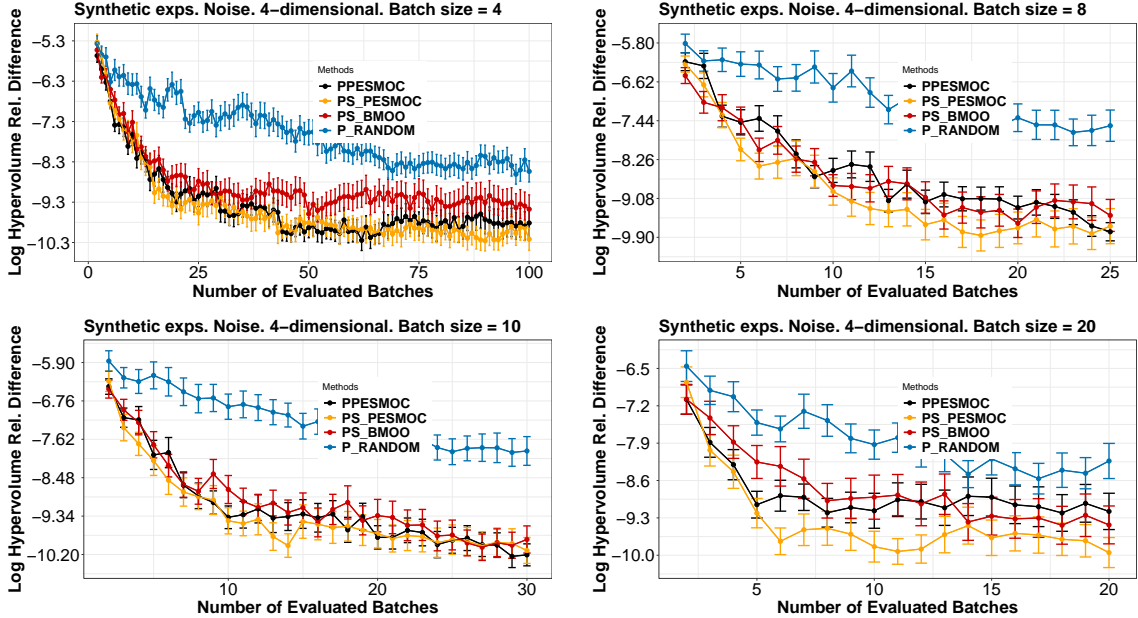 Synthetic exps. Noise. 4−dimensional. Batch size = 4
Log Hypervolume Rel. Difference
−5.3
−6.3
−7.3
−8.3
−9.3
−10.3
Methods
PPESMOC
PS_PESMOC
PS_BMOO
P_RANDOM
0 25 50 75 100
Number of Evaluated Batches
Synthetic exps. Noise. 4−dimensional. Batch size = 8
Log Hypervolume Rel. Difference
−5.80
−6.62
−7.44
−8.26
−9.08
−9.90
Methods
PPESMOC
PS_PESMOC
PS_BMOO
P_RANDOM
5 10 15 20 25
Number of Evaluated Batches
Synthetic exps. Noise. 4−dimensional. Batch size = 10
Log Hypervolume Rel. Difference
−5.90
−6.76
−7.62
−8.48
−9.34
−10.20
Methods
PPESMOC
PS_PESMOC
PS_BMOO
P_RANDOM
10 20 30
Number of Evaluated Batches
Synthetic exps. Noise. 4−dimensional. Batch size = 20
Log Hypervolume Rel. Difference
−6.5
−7.2
−7.9
−8.6
−9.3
−10.0
Methods
PPESMOC
PS_PESMOC
PS_BMOO
P_RANDOM
5 10 15 20
Number of Evaluated Batches